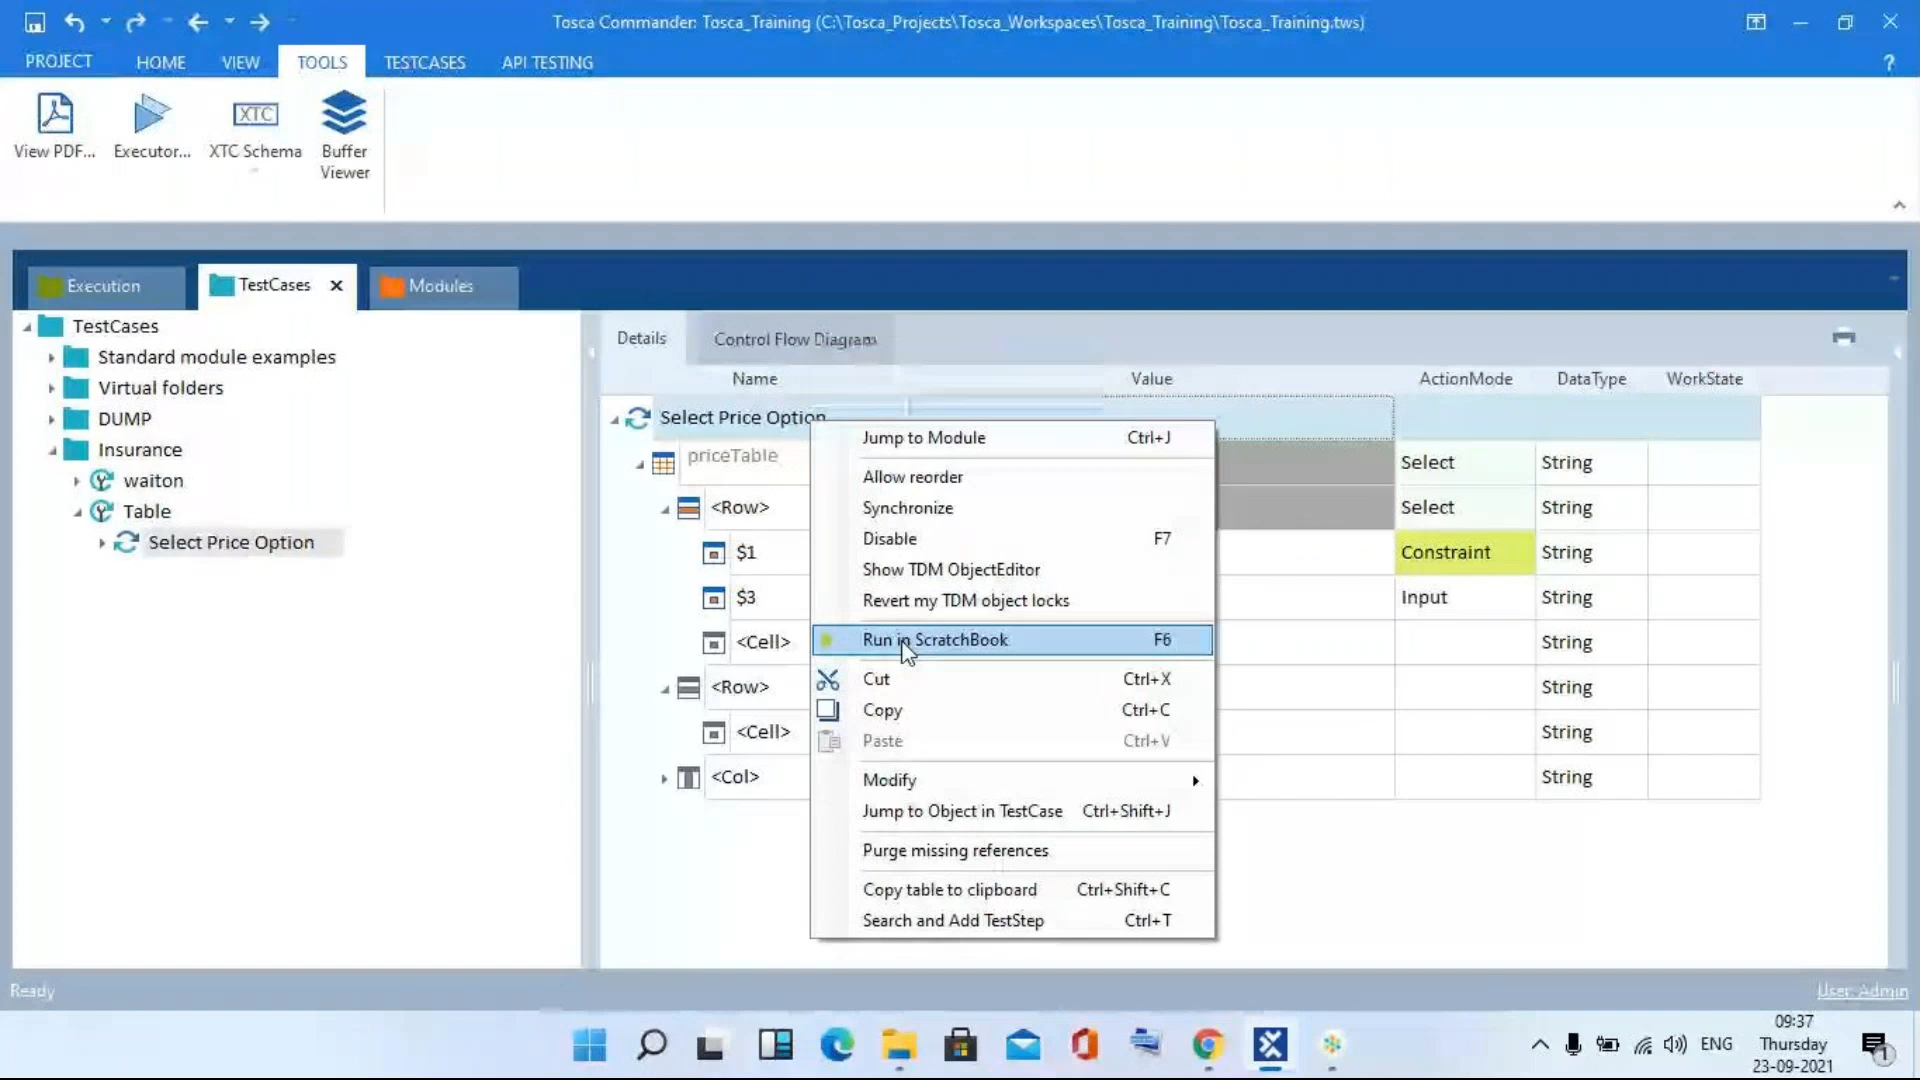 Tosca Commander: Tosca_Training (C:\Tosca_Projects\Tosca_Workspaces\Tosca_Training\Tosca_Training.tws)
PROJECT HOME VIEW TOOLS TESTCASES API TESTING ?
View PDF... Executor... XTC Schema Buffer Viewer
XTC
Execution TestCases Modules
TestCases
Standard module examples
Virtual folders
DUMP
Insurance
waiton
Table
Select Price Option
Details Control Flow Diagram
Name Value ActionMode DataType WorkState
Select Price Option
priceTable Select String
<Row> Select String
$1 Constraint String
$3 Input String
<Cell> String
<Row> String
<Cell> String
<Col> String
Jump to Module Ctrl+J
Allow reorder
Synchronize
Disable F7
Show TDM ObjectEditor
Revert my TDM object locks
Run in ScratchBook F6
Cut Ctrl+X
Copy Ctrl+C
Paste Ctrl+V
Modify
Jump to Object in TestCase Ctrl+Shift+J
Purge missing references
Copy table to clipboard Ctrl+Shift+C
Search and Add TestStep Ctrl+T
Ready User: Admin
ENG
09:37
Thursday
23-09-2021
1